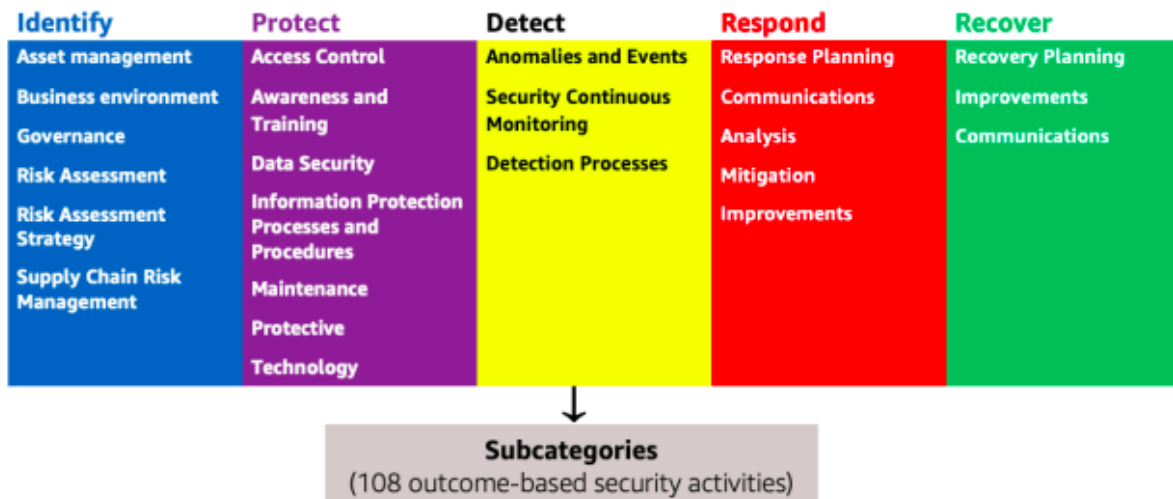 Identify
Asset management
Business environment
Governance
Risk Assessment
Risk Assessment
Strategy
Supply Chain Risk
Management
Protect
Access Control
Awareness and
Training
Data Security
Information Protection
Processes and
Procedures
Maintenance
Protective
Technology
Detect
Anomalies and Events
Security Continuous
Monitoring
Detection Processes
Respond
Response Planning
Communications
Analysis
Mitigation
Improvements
Recover
Recovery Planning
Improvements
Communications
Subcategories
(108 outcome-based security activities)